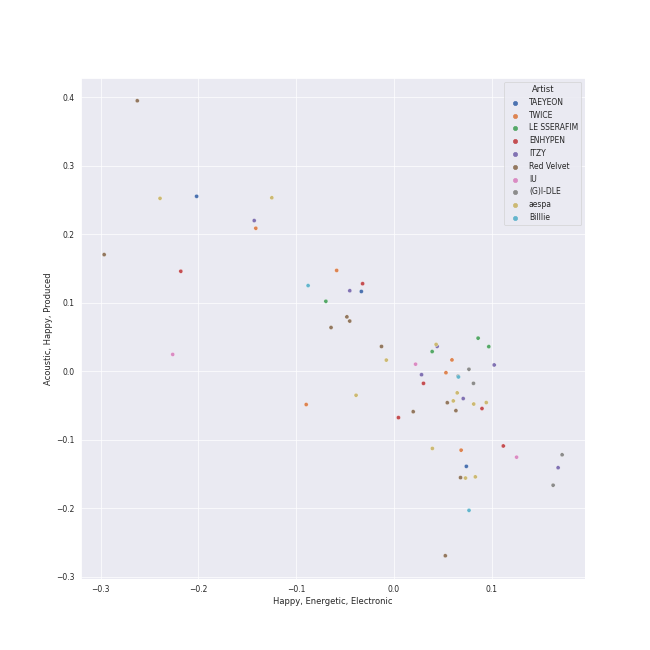 Artist
TAEYEON
TWICE
LE SSERAFIM
ENHYPEN
ITZY
Red Velvet
IU
(G)I-DLE
aespa
Billlie
0.4
0.3
0.2
0.1
0.0
−0.1
−0.2
−0.3
Acoustic, Happy, Produced
−0.3
−0.2
−0.1
0.0
0.1
Happy, Energetic, Electronic